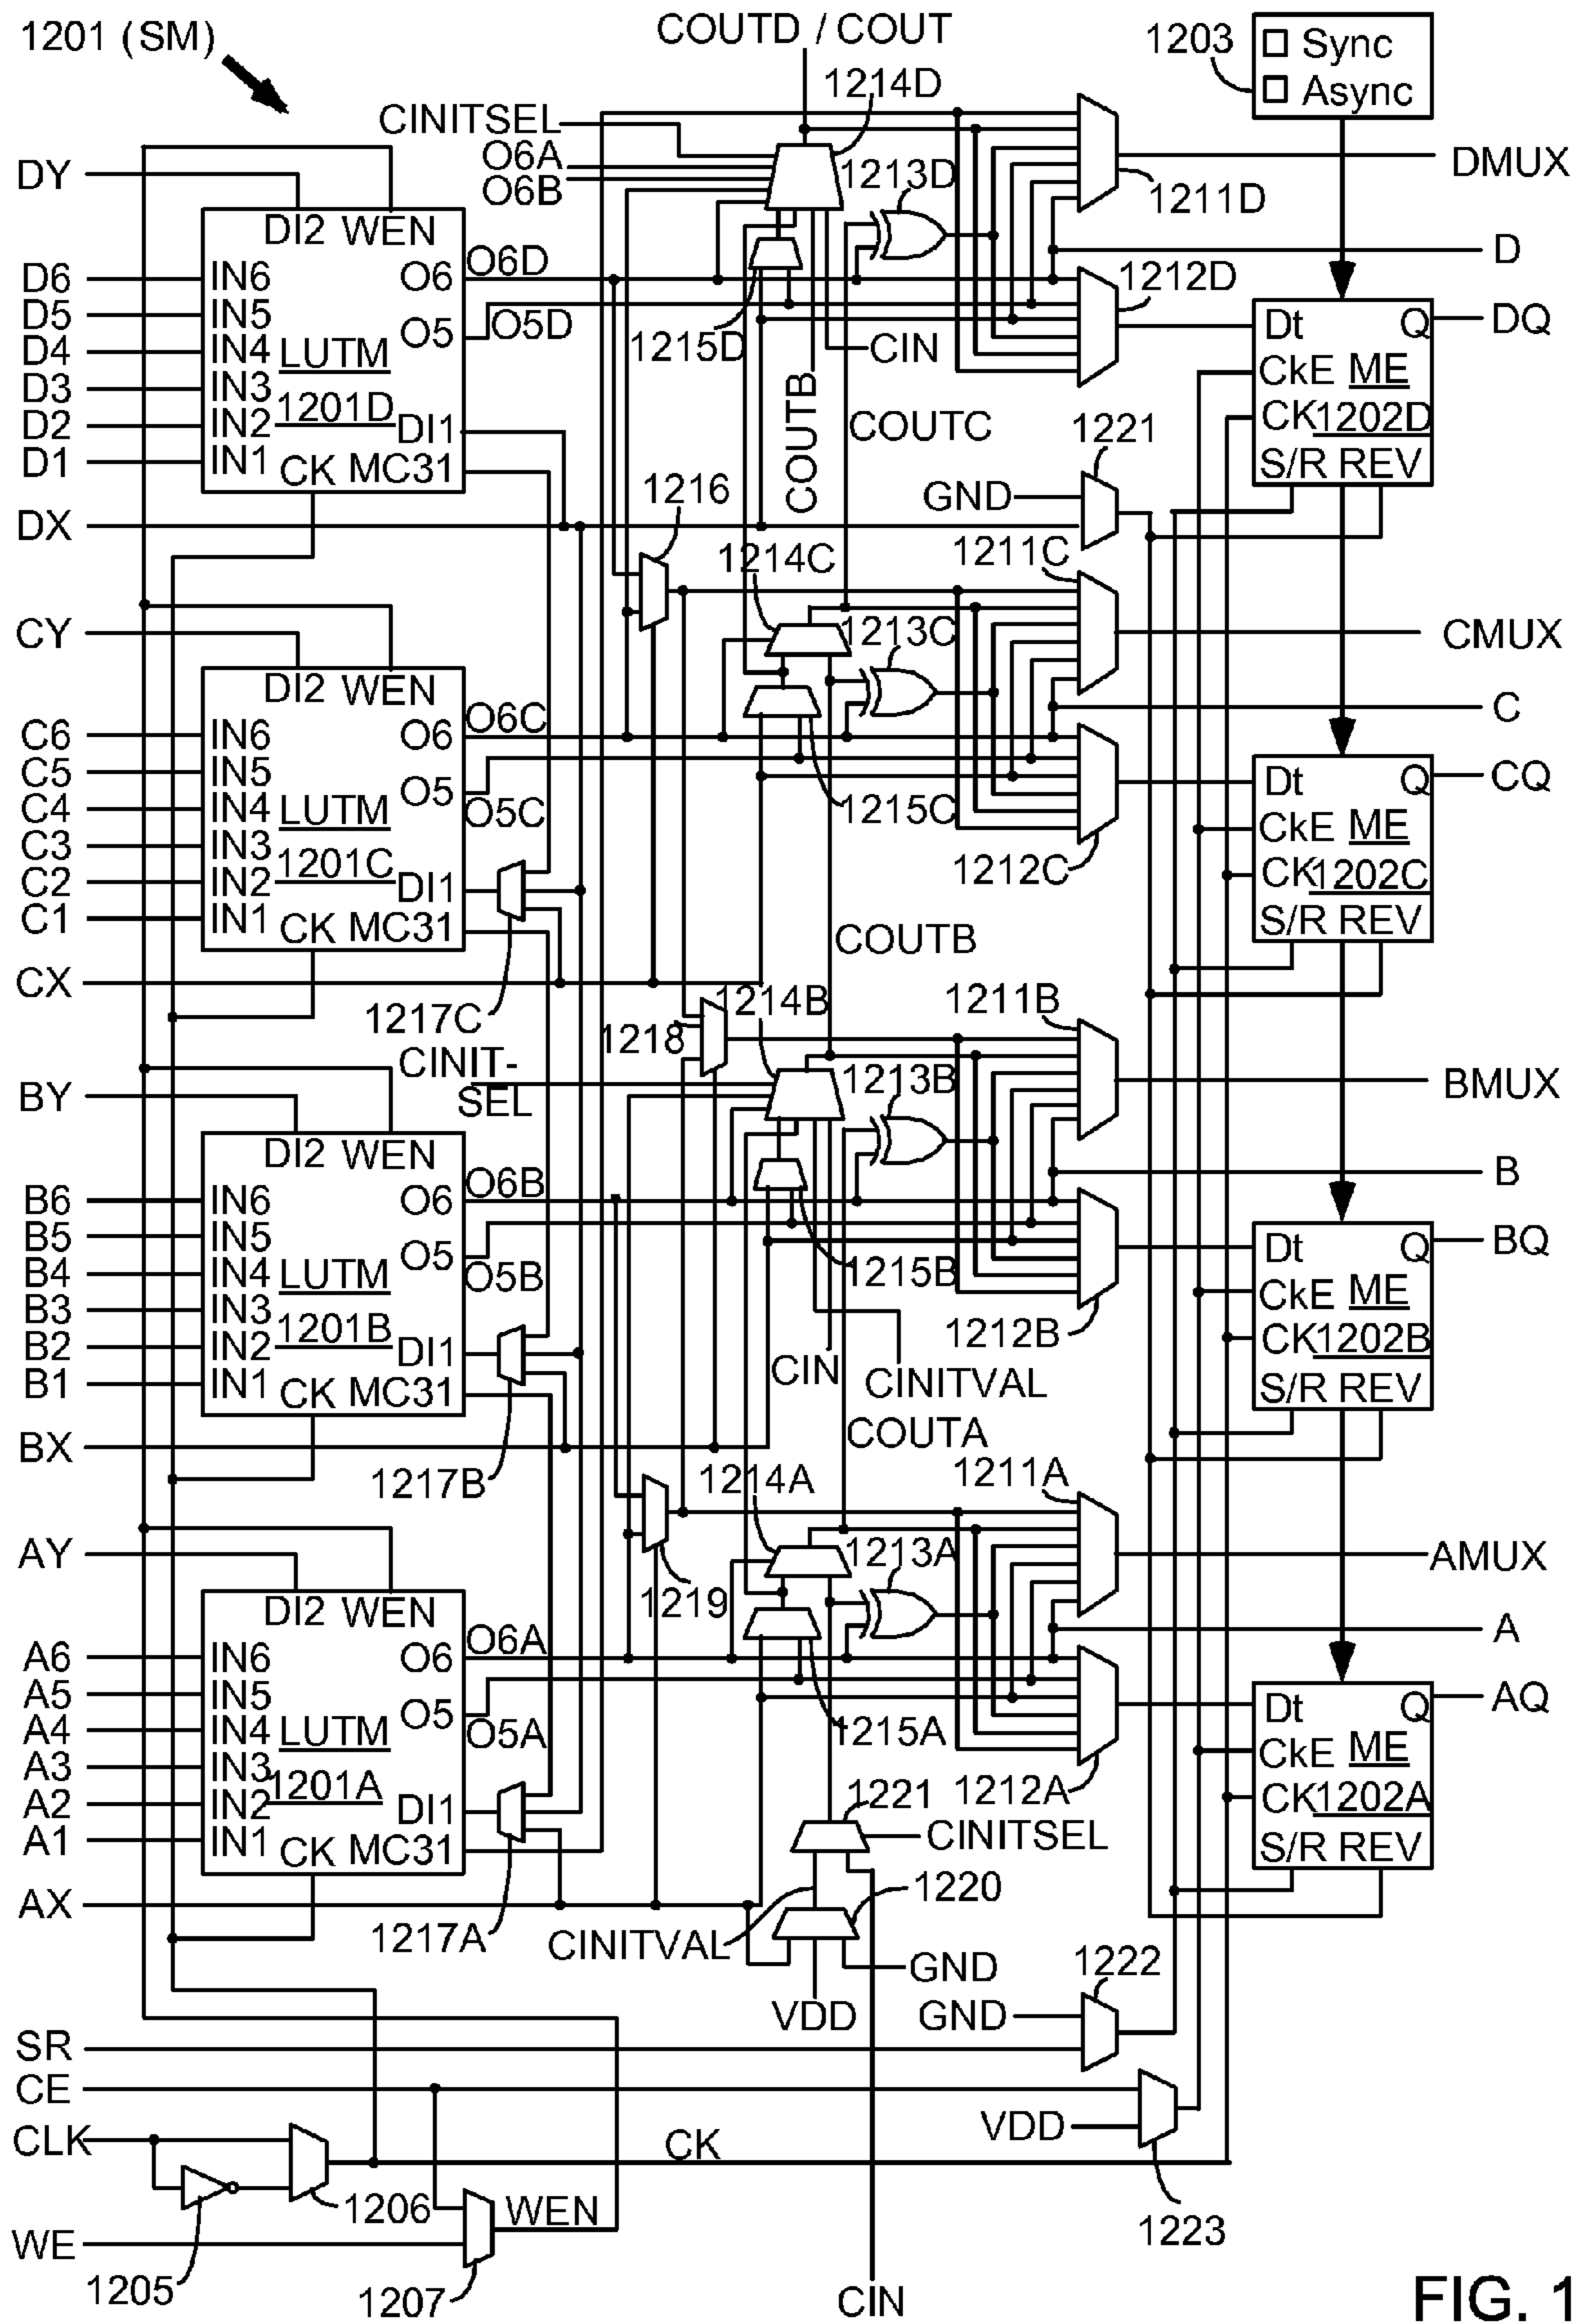 1201 (SM)
COUTD / COUT
1203
Sync
Async
1214D
CINITSEL
O6A
O6B
DY
1213D
DMUX
1211D
DI2 WEN
D6 IN6 O6 O6D
D
D5 IN5
1212D
D4 IN4 LUTM O5 O5D
1215D
CIN
Dt Q DQ
D3 IN3
CkE ME
D2 IN2 1201D DI1
COUTB
COUTC
1221
CK 1202D
D1 IN1 CK MC31
S/R REV
1216
GND
DX
1214C
1211C
CY
1213C
CMUX
DI2 WEN
C6 IN6 O6 O6C
C
C5 IN5
C4 IN4 LUTM O5 O5C
1215C
Dt Q CQ
C3 IN3
CkE ME
C2 IN2 1201C DI1
1212C
CK 1202C
C1 IN1 CK MC31
S/R REV
COUTB
CX
1217C
1214B
1211B
1218
CINIT-
SEL
1213B
BMUX
BY
DI2 WEN
B6 IN6 O6 O6B
B
B5 IN5
B4 IN4 LUTM O5 O5B
1215B
Dt Q BQ
B3 IN3
CkE ME
B2 IN2 1201B DI1
1212B
CK 1202B
CIN
CINITVAL
B1 IN1 CK MC31
S/R REV
COUTA
BX
1217B
1214A
1211A
AY
1213A
AMUX
1219
DI2 WEN
A6 IN6 O6 O6A
A
A5 IN5
A4 IN4 LUTM O5 O5A
1215A
Dt Q AQ
A3 IN3
CkE ME
A2 IN2 1201A DI1
1212A
1221
CK 1202A
A1 IN1 CK MC31
CINITSEL
S/R REV
AX
1220
1217A
CINITVAL
GND
1222
VDD
GND
SR
CE
VDD
CLK
CK
1206
WEN
1223
WE
1205
1207
CIN
FIG. 1